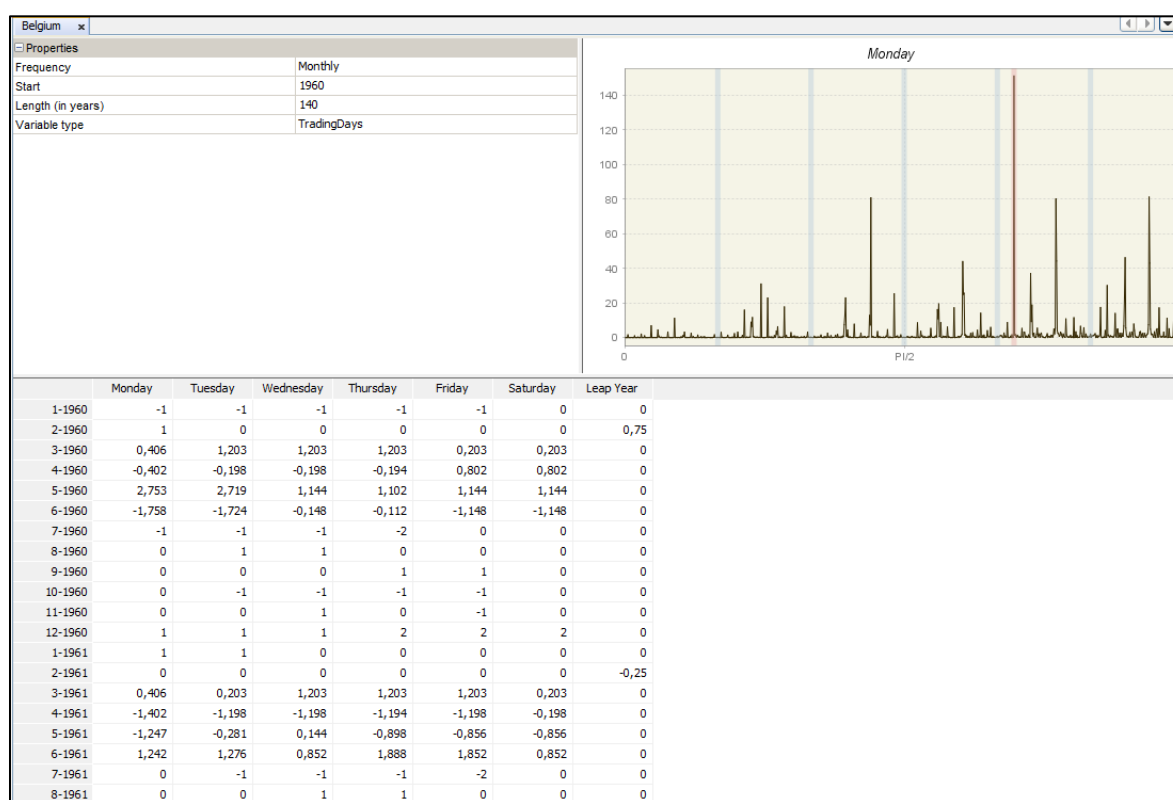 Belgium x
Properties
Frequency Monthly
Start 1960
Length (in years) 140
Variable type TradingDays
Monday
140
120
100
80
60
40
20
0
0 PI/2
Monday Tuesday Wednesday Thursday Friday Saturday Leap Year
1-1960 -1 -1 -1 -1 -1 0 0
2-1960 1 0 0 0 0 0 0,75
3-1960 0,406 1,203 1,203 1,203 0,203 0,203 0
4-1960 -0,402 -0,198 -0,198 -0,194 0,802 0,802 0
5-1960 2,753 2,719 1,144 1,102 1,144 1,144 0
6-1960 -1,758 -1,724 -0,148 -0,112 -1,148 -1,148 0
7-1960 -1 -1 -1 -2 0 0 0
8-1960 0 1 1 0 0 0 0
9-1960 0 0 0 1 1 0 0
10-1960 0 -1 -1 -1 -1 0 0
11-1960 0 0 1 0 -1 0 0
12-1960 1 1 1 2 2 2 0
1-1961 1 1 0 0 0 0 0
2-1961 0 0 0 0 0 0 -0,25
3-1961 0,406 0,203 1,203 1,203 1,203 0,203 0
4-1961 -1,402 -1,198 -1,198 -1,194 -1,198 -0,198 0
5-1961 -1,247 -0,281 0,144 -0,898 -0,856 -0,856 0
6-1961 1,242 1,276 0,852 1,888 1,852 0,852 0
7-1961 0 -1 -1 -1 -2 0 0
8-1961 0 0 1 1 0 0 0